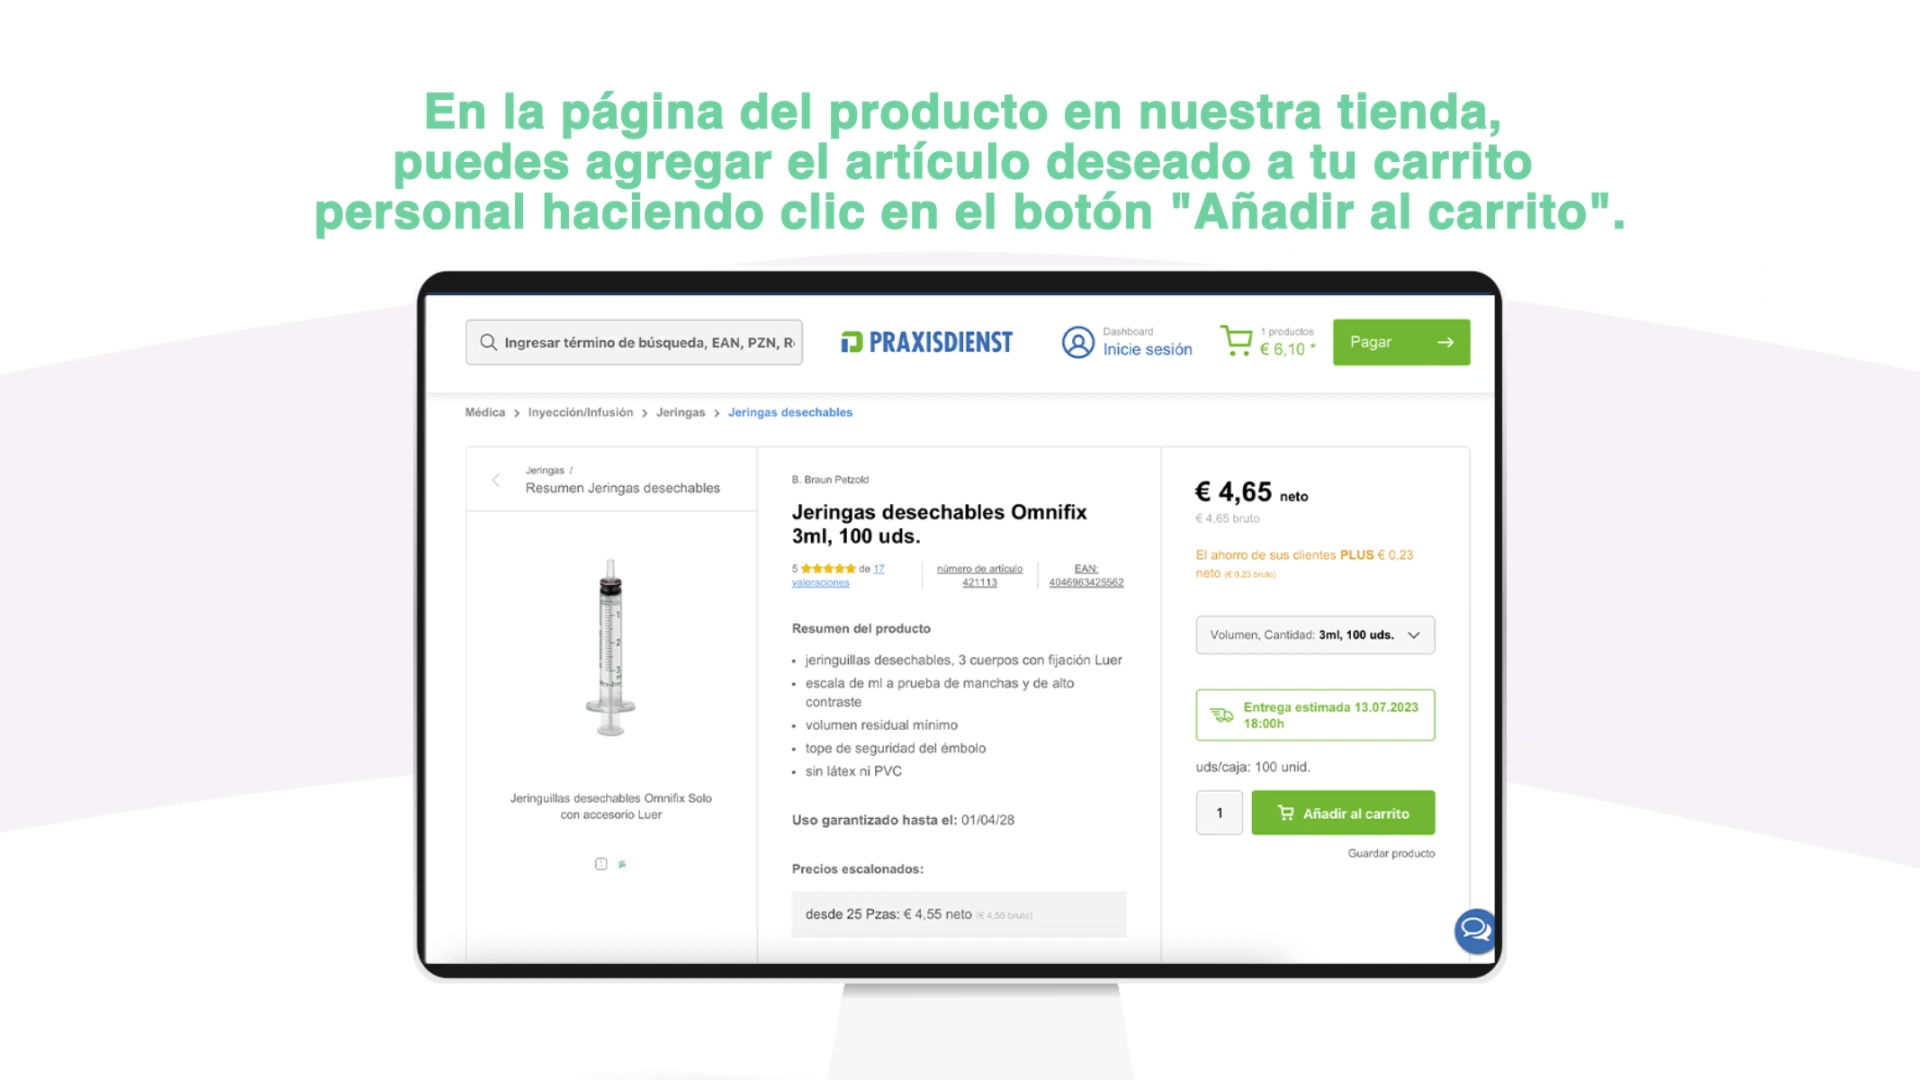 En la página del producto en nuestra tienda,
puedes agregar el artículo deseado a tu carrito
personal haciendo clic en el botón "Añadir al carrito".
Ingresar término de búsqueda, EAN, PZN, R
PRAXISDIENST
Dashboard
Inicie sesión
1 productos
€ 6,10 *
Pagar
Médica > Inyección/Infusión > Jeringas > Jeringas desechables
Jeringas /
Resumen Jeringas desechables
Jeringuillas desechables Omnifix Solo
con accesorio Luer
B. Braun Petzold
Jeringas desechables Omnifix
3ml, 100 uds.
5 ★★★★★ de 17
valoraciones
número de artículo
421113
EAN:
4046963425562
Resumen del producto
• jeringuillas desechables, 3 cuerpos con fijación Luer
• escala de ml a prueba de manchas y de alto
contraste
• volumen residual mínimo
• tope de seguridad del émbolo
• sin látex ni PVC
Uso garantizado hasta el: 01/04/28
Precios escalonados:
desde 25 Pzas: € 4,55 neto (€ 4,55 bruto)
€ 4,65 neto
€ 4,65 bruto
El ahorro de sus clientes PLUS € 0,23
neto (€ 0,23 bruto)
Volumen, Cantidad: 3ml, 100 uds.
Entrega estimada 13.07.2023
18:00h
uds/caja: 100 unid.
1
Añadir al carrito
Guardar producto